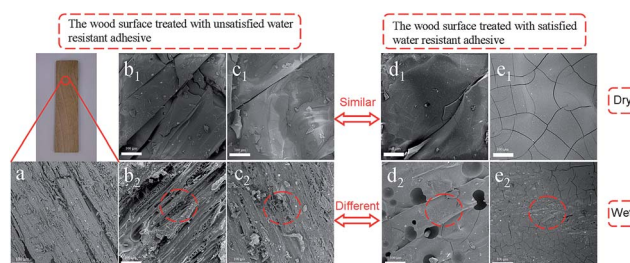 The wood surface treated with unsatisfied water
resistant adhesive
The wood surface treated with satisfied
water resistant adhesive
b1
c1
Similar
d1
e1
Dry
a
b2
c2
Different
d2
e2
Wet